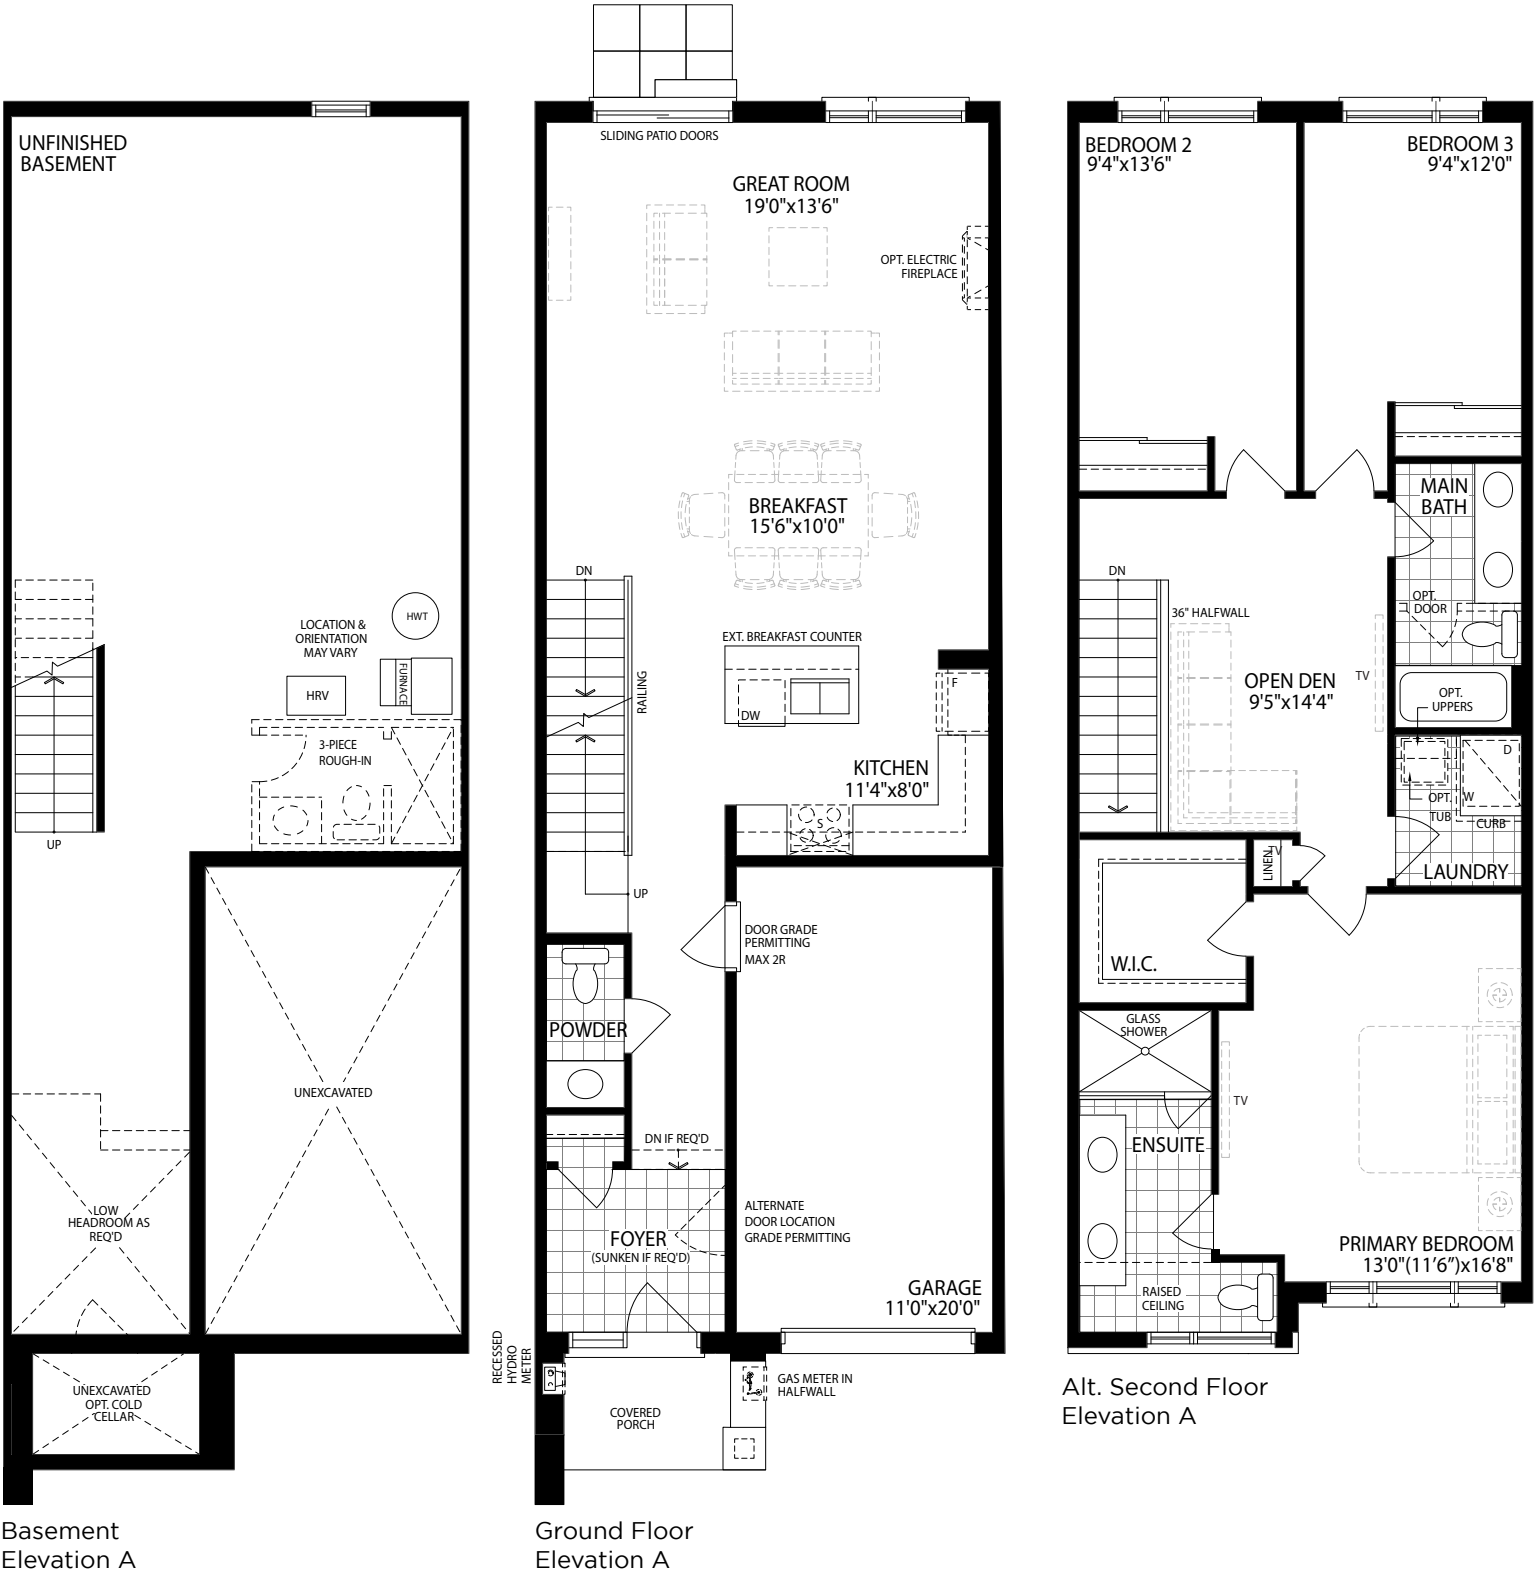 UNFINISHED
BASEMENT
LOCATION &
ORIENTATION
MAY VARY
HWT
HRV
FURNACE
3-PIECE
ROUGH-IN
UP
UNEXCAVATED
LOW
HEADROOM AS
REQ'D
UNEXCAVATED
OPT. COLD
CELLAR
Basement
Elevation A
SLIDING PATIO DOORS
GREAT ROOM
19'0"x13'6"
OPT. ELECTRIC
FIREPLACE
BREAKFAST
15'6"x10'0"
DN
EXT. BREAKFAST COUNTER
RAILING
DW
F
KITCHEN
11'4"x8'0"
S
UP
DOOR GRADE
PERMITTING
MAX 2R
POWDER
DN IF REQ'D
ALTERNATE
DOOR LOCATION
GRADE PERMITTING
FOYER
(SUNKEN IF REQ'D)
GARAGE
11'0"x20'0"
RECESSED
HYDRO
METER
GAS METER IN
HALFWALL
COVERED
PORCH
Ground Floor
Elevation A
BEDROOM 2
9'4"x13'6"
BEDROOM 3
9'4"x12'0"
MAIN
BATH
DN
OPT.
DOOR
36" HALFWALL
OPEN DEN
9'5"x14'4"
TV
OPT.
UPPERS
D
OPT.
W
TUB
CURB
LINEN
TV
LAUNDRY
W.I.C.
GLASS
SHOWER
TV
ENSUITE
PRIMARY BEDROOM
13'0"(11'6")x16'8"
RAISED
CEILING
Alt. Second Floor
Elevation A